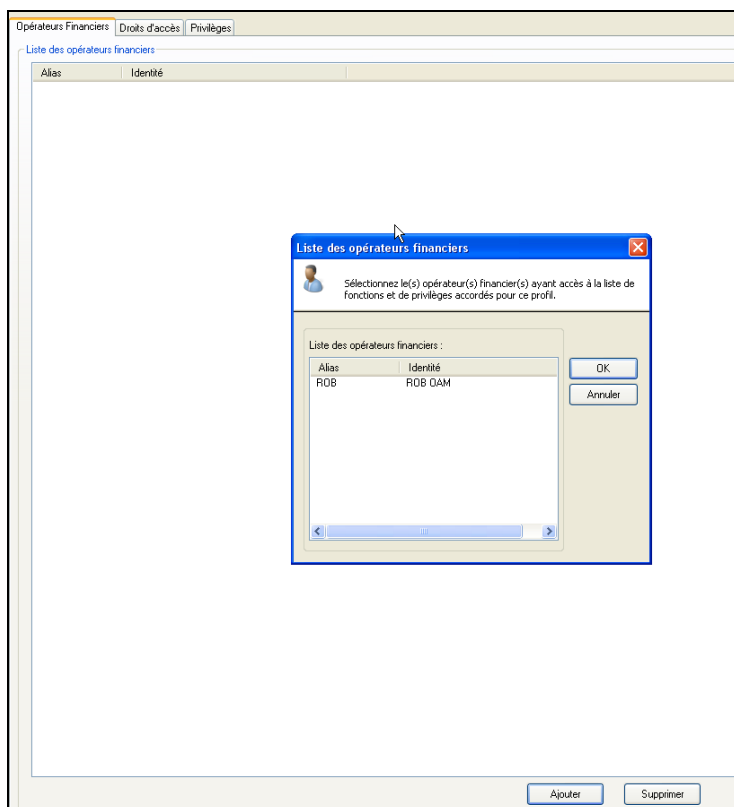 Opérateurs Financiers Droits d'accès Privilèges
Liste des opérateurs financiers
Alias Identité
Liste des opérateurs financiers
Sélectionnez le(s) opérateur(s) financier(s) ayant accès à la liste de
fonctions et de privilèges accordés pour ce profil.
Liste des opérateurs financiers :
Alias Identité
ROB ROB OAM
OK
Annuler
Ajouter Supprimer